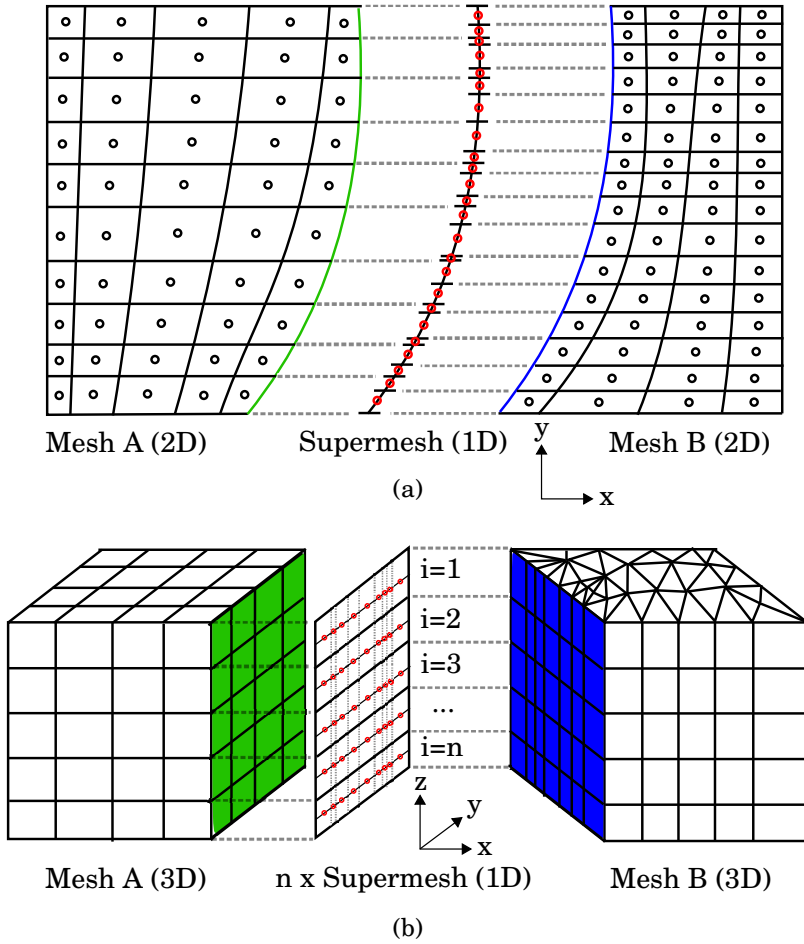 Mesh A (2D) Supermesh (1D) Mesh B (2D)
y
x
(a)
i=1
i=2
i=3
...
i=n
z
y
x
Mesh A (3D) n x Supermesh (1D) Mesh B (3D)
(b)